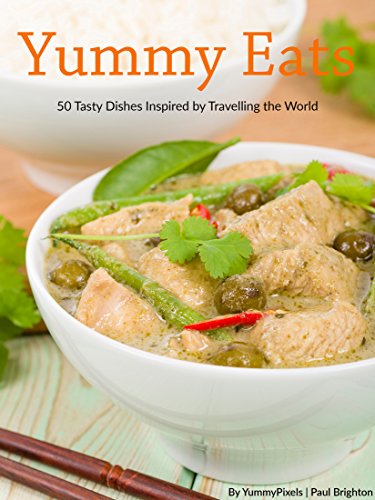 Yummy Eats
50 Tasty Dishes Inspired by Travelling the World
By YummyPixels | Paul Brighton